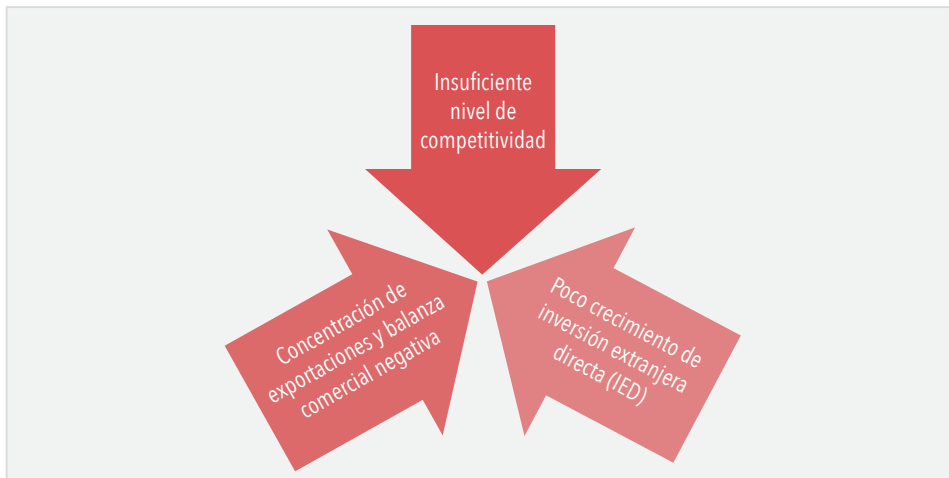 Insuficiente
nivel de
competitividad
Concentración de
exportaciones y balanza
comercial negativa
Poco crecimiento de
inversión extranjera
directa (IED)